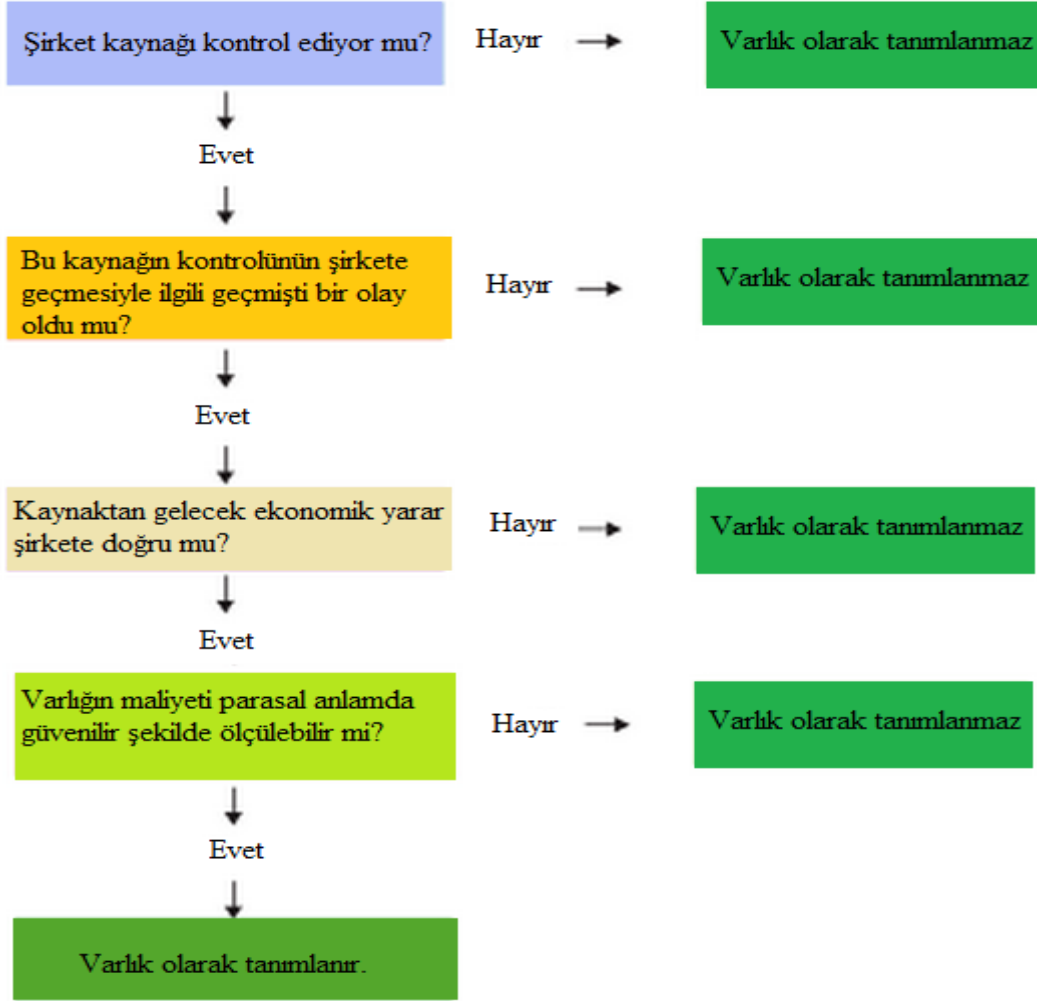 Şirket kaynağı kontrol ediyor mu?
Hayır
Varlık olarak tanımlanmaz
Evet
Bu kaynağın kontrolünün şirkete
geçmesiyle ilgili geçmişti bir olay
oldu mu?
Hayır
Varlık olarak tanımlanmaz
Evet
Kaynaktan gelecek ekonomik yarar
şirkete doğru mu?
Hayır
Varlık olarak tanımlanmaz
Evet
Varlığın maliyeti parasal anlamda
güvenilir şekilde ölçülebilir mi?
Hayır
Varlık olarak tanımlanmaz
Evet
Varlık olarak tanımlanır.